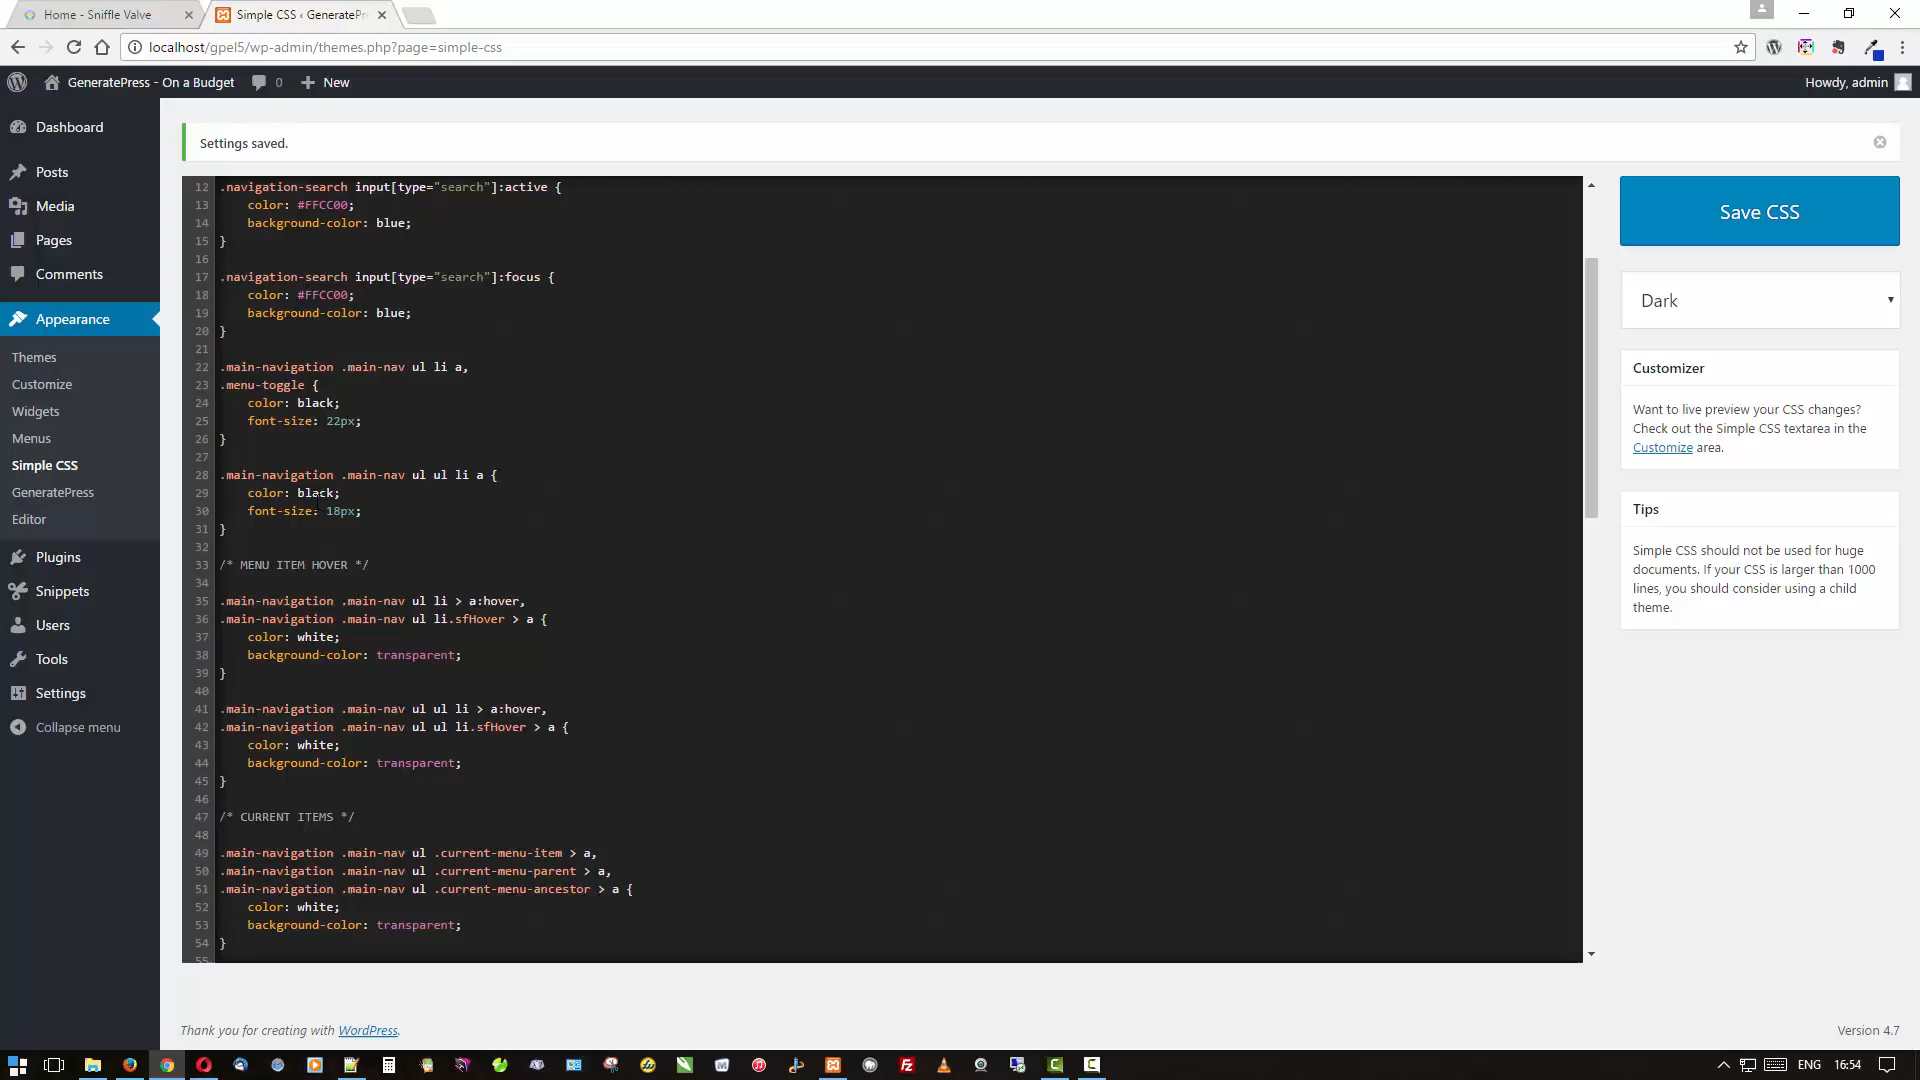 Home - Sniffle Valve
Simple CSS ‹ GeneratePr
localhost/gpel5/wp-admin/themes.php?page=simple-css
GeneratePress - On a Budget
0
New
Howdy, admin
Dashboard
Posts
Media
Pages
Comments
Appearance
Themes
Customize
Widgets
Menus
Simple CSS
GeneratePress
Editor
Plugins
Snippets
Users
Tools
Settings
Collapse menu
Settings saved.
12 .navigation-search input[type="search"]:active {
13     color: #FFCC00;
14     background-color: blue;
15 }
16
17 .navigation-search input[type="search"]:focus {
18     color: #FFCC00;
19     background-color: blue;
20 }
21
22 .main-navigation .main-nav ul li a,
23 .menu-toggle {
24     color: black;
25     font-size: 22px;
26 }
27
28 .main-navigation .main-nav ul ul li a {
29     color: black;
30     font-size: 18px;
31 }
32
33 /* MENU ITEM HOVER */
34
35 .main-navigation .main-nav ul li > a:hover,
36 .main-navigation .main-nav ul li.sfHover > a {
37     color: white;
38     background-color: transparent;
39 }
40
41 .main-navigation .main-nav ul ul li > a:hover,
42 .main-navigation .main-nav ul ul li.sfHover > a {
43     color: white;
44     background-color: transparent;
45 }
46
47 /* CURRENT ITEMS */
48
49 .main-navigation .main-nav ul .current-menu-item > a,
50 .main-navigation .main-nav ul .current-menu-parent > a,
51 .main-navigation .main-nav ul .current-menu-ancestor > a {
52     color: white;
53     background-color: transparent;
54 }
55
Save CSS
Dark
Customizer
Want to live preview your CSS changes?
Check out the Simple CSS textarea in the
Customize area.
Tips
Simple CSS should not be used for huge
documents. If your CSS is larger than 1000
lines, you should consider using a child
theme.
Thank you for creating with WordPress.
Version 4.7
ENG
16:54